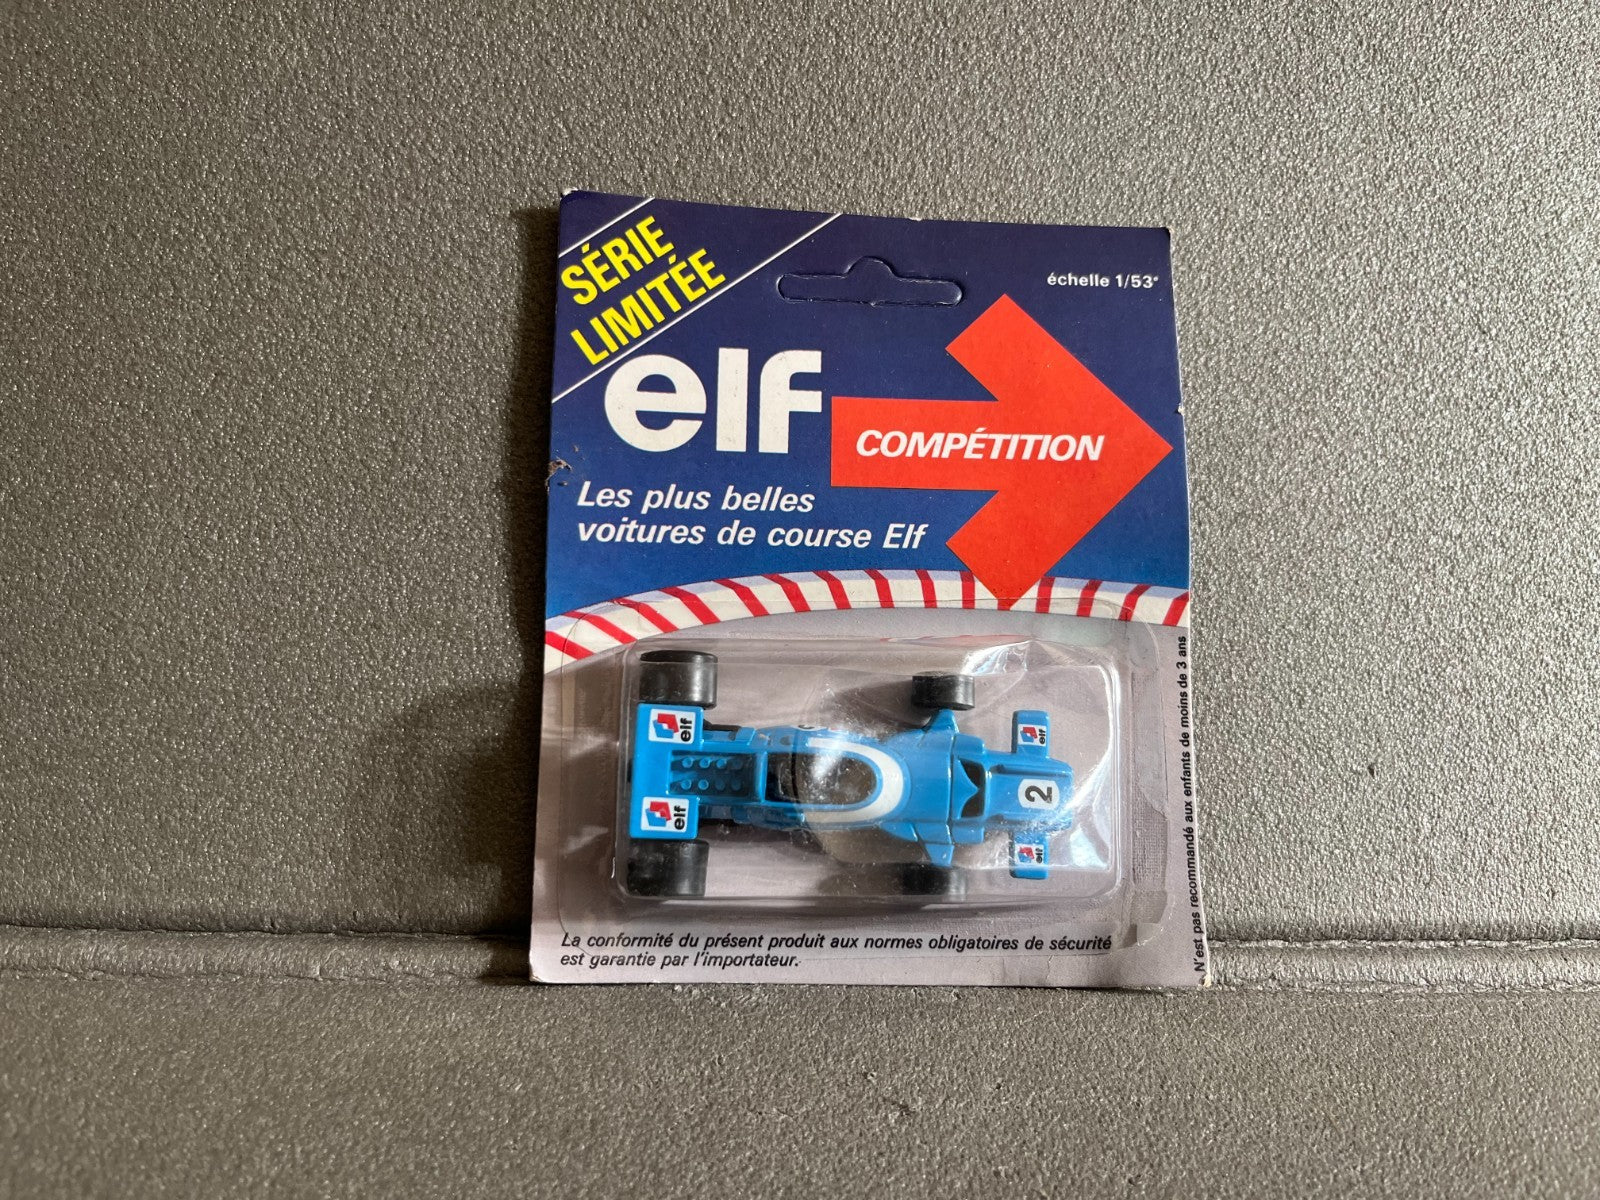 SÉRIE
LIMITÉE
échelle 1/53e
elf
COMPÉTITION
Les plus belles
voitures de course Elf
elf
elf
elf
elf
2
La conformité du présent produit aux normes obligatoires de sécurité
est garantie par l'importateur.
N'est pas recommandé aux enfants de moins de 3 ans